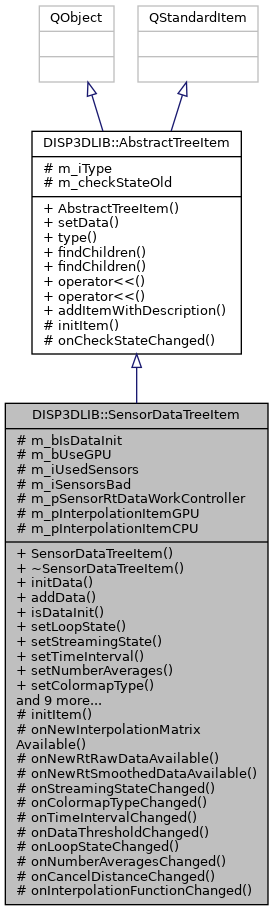 QObject
QStandardItem
DISP3DLIB::AbstractTreeItem
# m_iType
# m_checkStateOld
+ AbstractTreeItem()
+ setData()
+ type()
+ findChildren()
+ findChildren()
+ operator<<()
+ operator<<()
+ addItemWithDescription()
# initItem()
# onCheckStateChanged()
DISP3DLIB::SensorDataTreeItem
# m_bIsDataInit
# m_bUseGPU
# m_iUsedSensors
# m_iSensorsBad
# m_pSensorRtDataWorkController
# m_pInterpolationItemGPU
# m_pInterpolationItemCPU
+ SensorDataTreeItem()
+ ~SensorDataTreeItem()
+ initData()
+ addData()
+ isDataInit()
+ setLoopState()
+ setStreamingState()
+ setTimeInterval()
+ setNumberAverages()
+ setColormapType()
and 9 more...
# initItem()
# onNewInterpolationMatrix
Available()
# onNewRtRawDataAvailable()
# onNewRtSmoothedDataAvailable()
# onStreamingStateChanged()
# onColormapTypeChanged()
# onTimeIntervalChanged()
# onDataThresholdChanged()
# onLoopStateChanged()
# onNumberAveragesChanged()
# onCancelDistanceChanged()
# onInterpolationFunctionChanged()